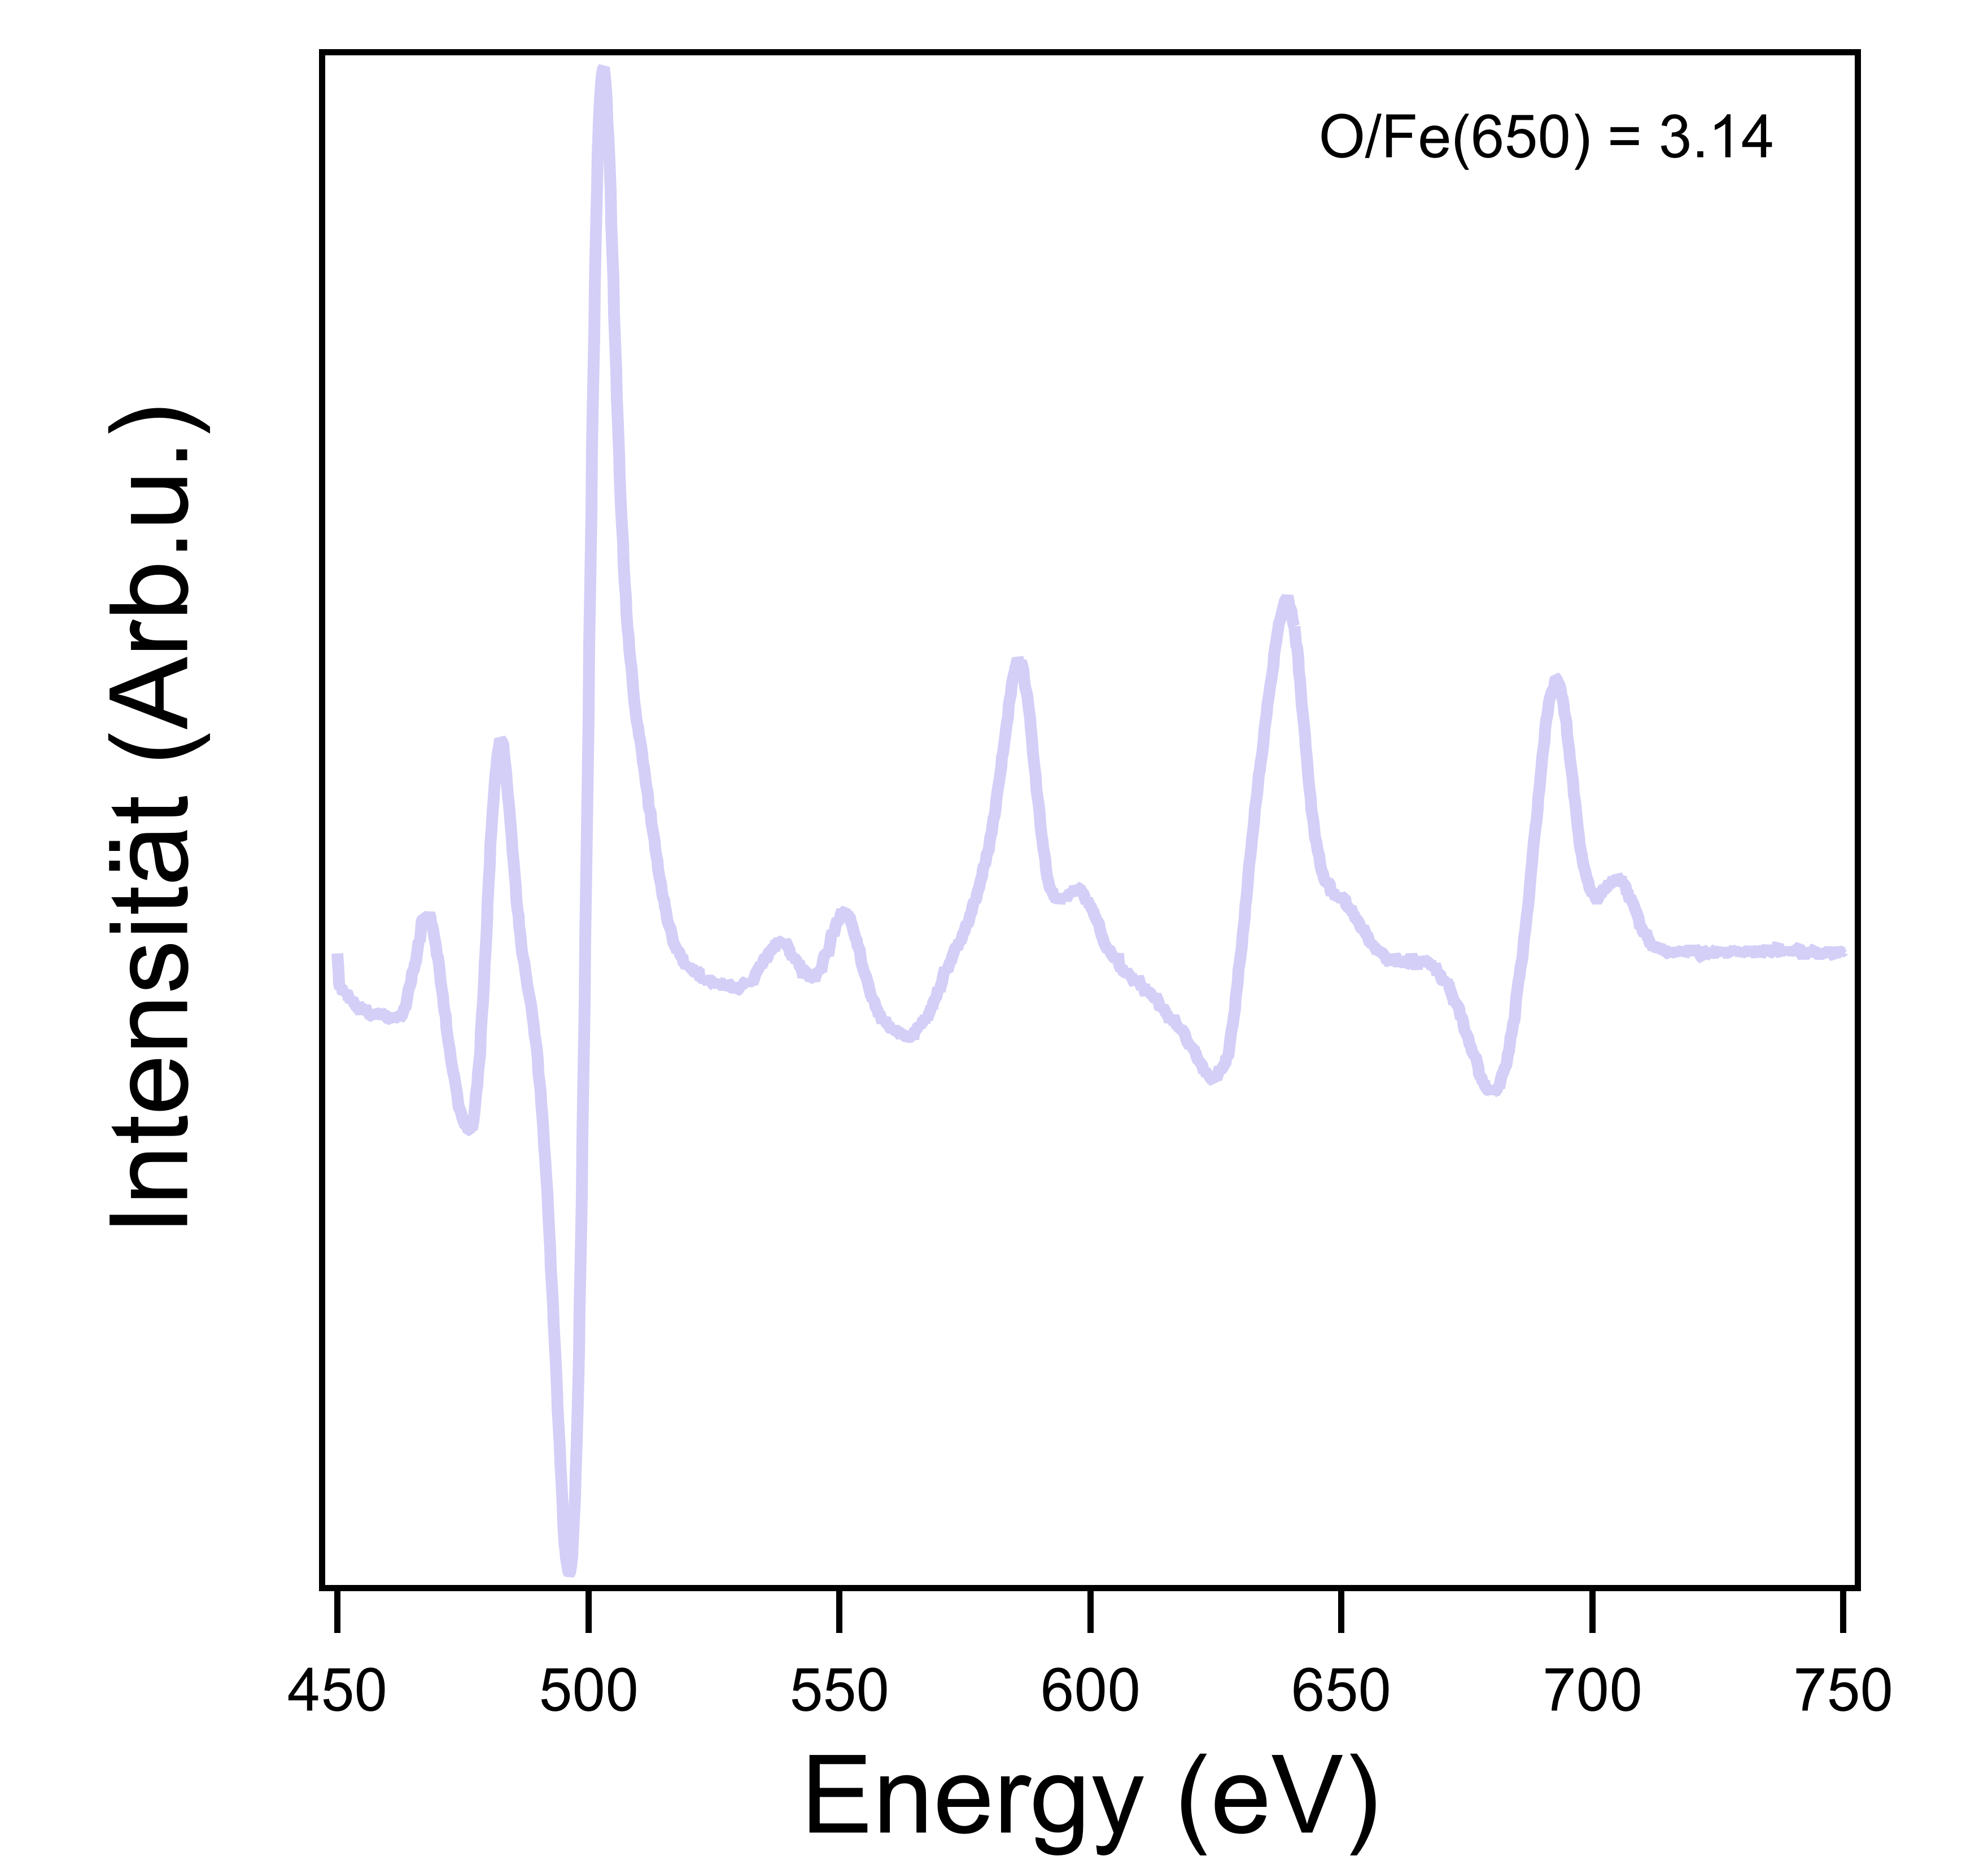 O/Fe(650) = 3.14
Intensität (Arb.u.)
450 500 550 600 650 700 750
Energy (eV)